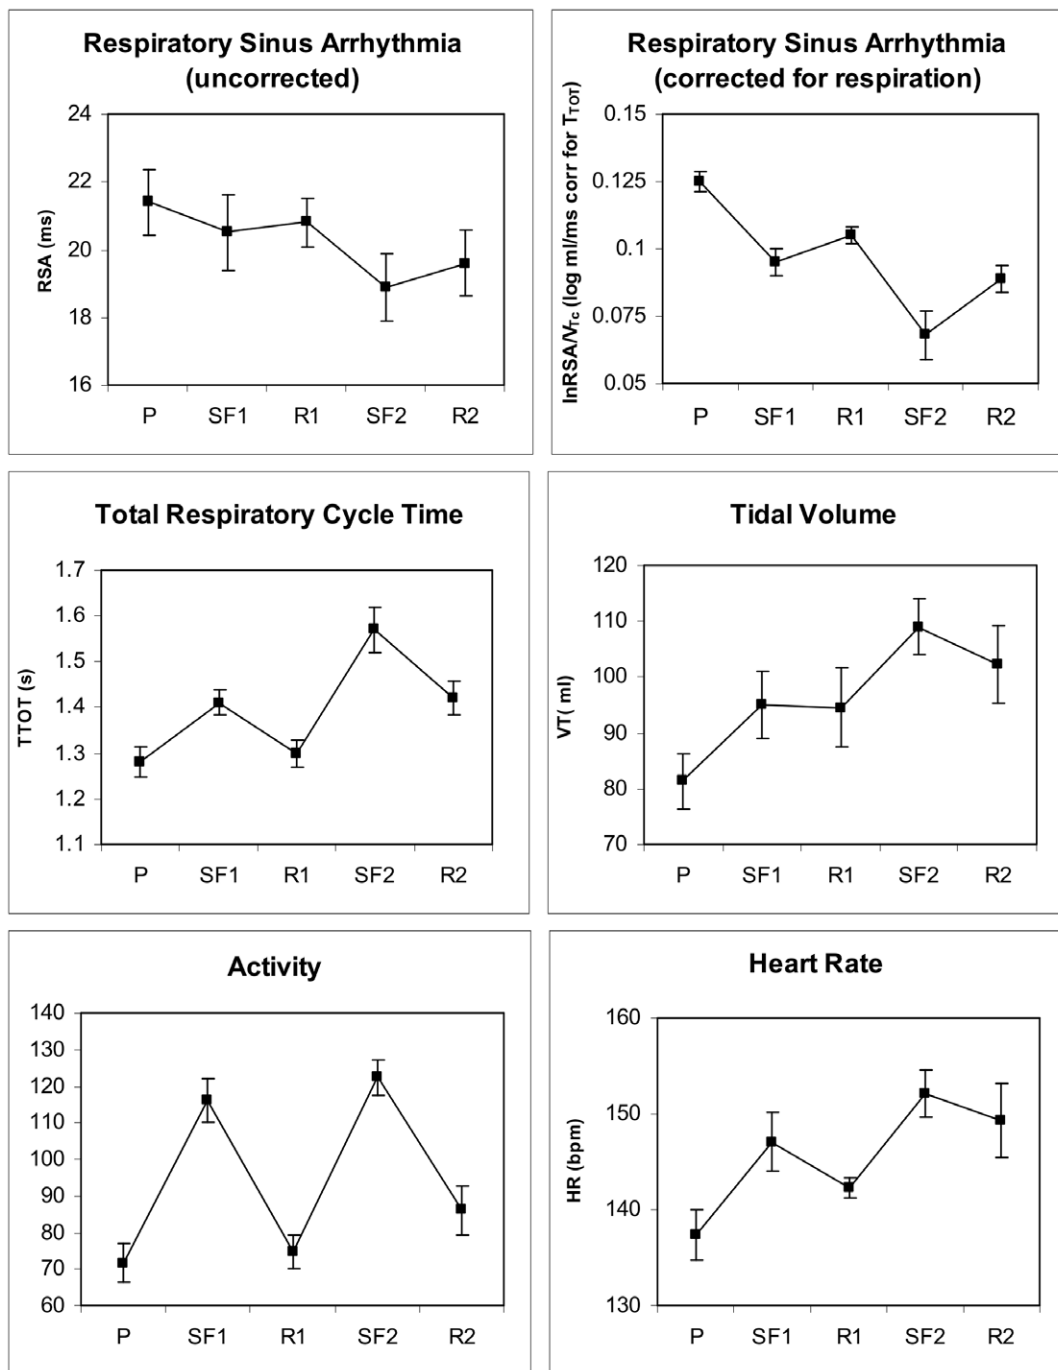 Respiratory Sinus Arrhythmia
(uncorrected)
RSA (ms)
24
22
20
18
16
P SF1 R1 SF2 R2
Respiratory Sinus Arrhythmia
(corrected for respiration)
lnRSA/VTc (log ml/ms corr for TTOT)
0.15
0.125
0.1
0.075
0.05
P SF1 R1 SF2 R2
Total Respiratory Cycle Time
TTOT (s)
1.7
1.6
1.5
1.4
1.3
1.2
1.1
P SF1 R1 SF2 R2
Tidal Volume
VT( ml)
120
110
100
90
80
70
P SF1 R1 SF2 R2
Activity
140
130
120
110
100
90
80
70
60
P SF1 R1 SF2 R2
Heart Rate
HR (bpm)
160
150
140
130
P SF1 R1 SF2 R2